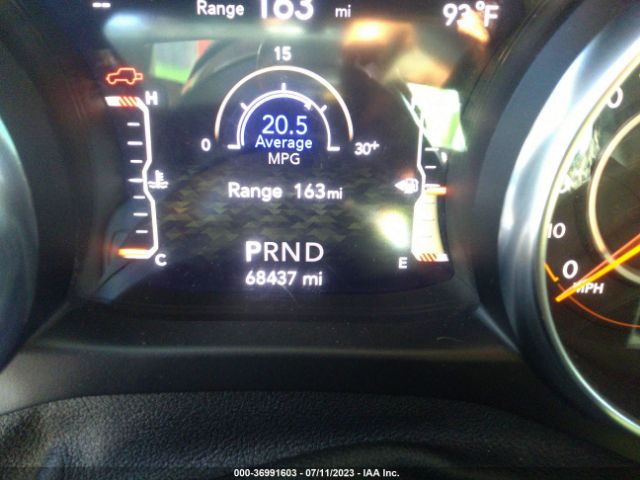 -- Range 163 mi 93°F
15
H
0 20.5 30+
Average
MPG
Range 163mi
PRND
C 68437 mi E
0
10
0
MPH
000-36991603 - 07/11/2023 - IAA Inc.